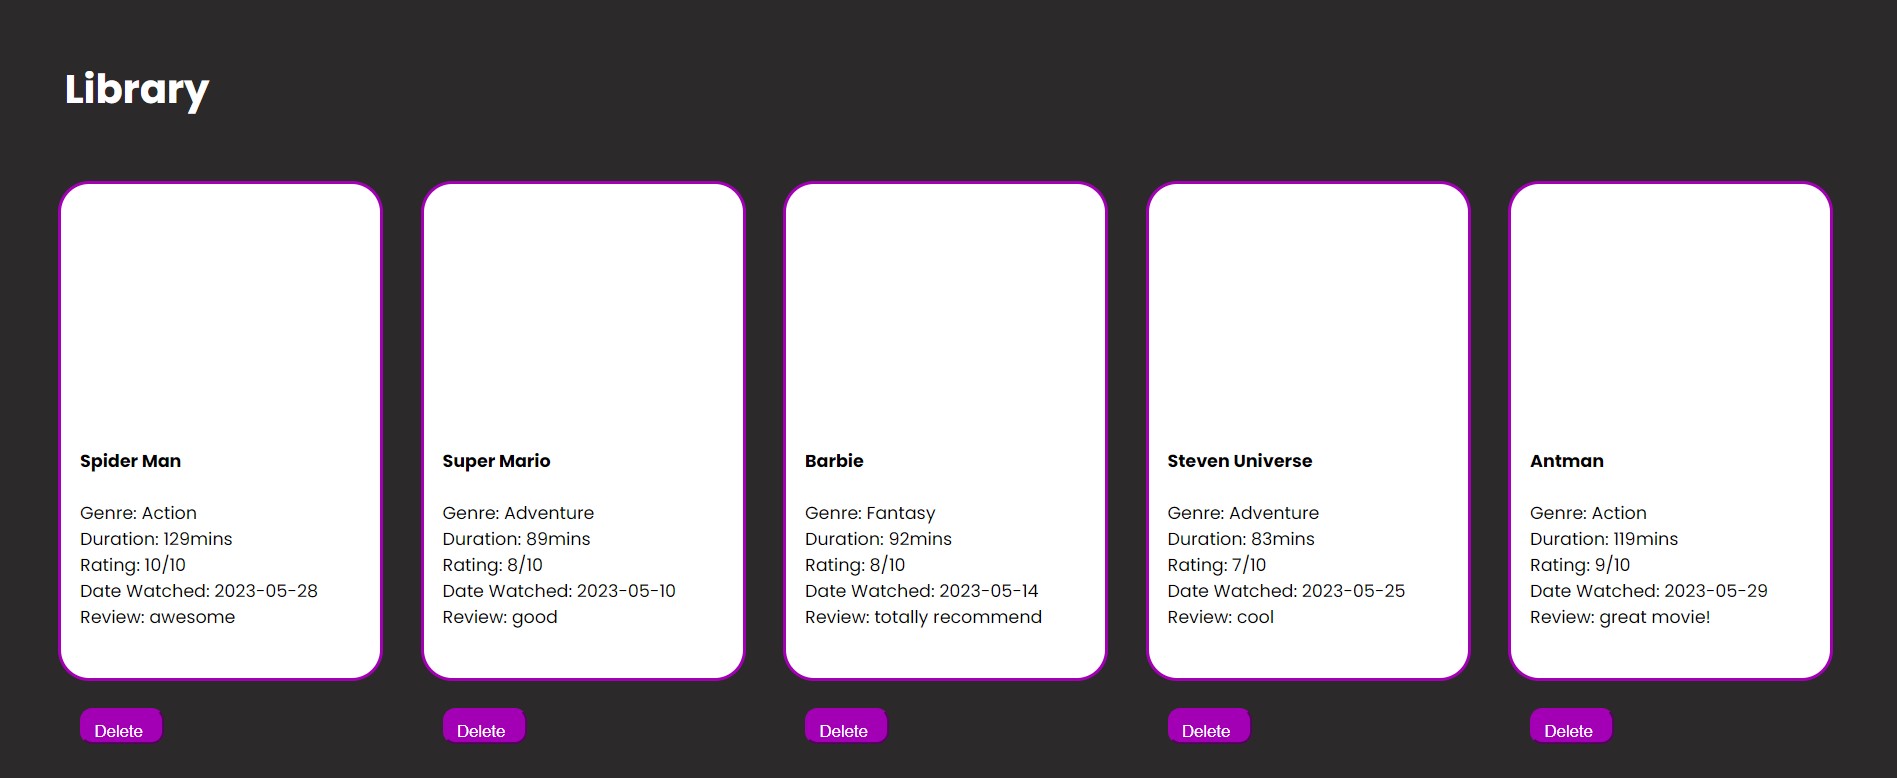 Library
Spider Man
Genre: Action
Duration: 129mins
Rating: 10/10
Date Watched: 2023-05-28
Review: awesome
Delete
Super Mario
Genre: Adventure
Duration: 89mins
Rating: 8/10
Date Watched: 2023-05-10
Review: good
Delete
Barbie
Genre: Fantasy
Duration: 92mins
Rating: 8/10
Date Watched: 2023-05-14
Review: totally recommend
Delete
Steven Universe
Genre: Adventure
Duration: 83mins
Rating: 7/10
Date Watched: 2023-05-25
Review: cool
Delete
Antman
Genre: Action
Duration: 119mins
Rating: 9/10
Date Watched: 2023-05-29
Review: great movie!
Delete